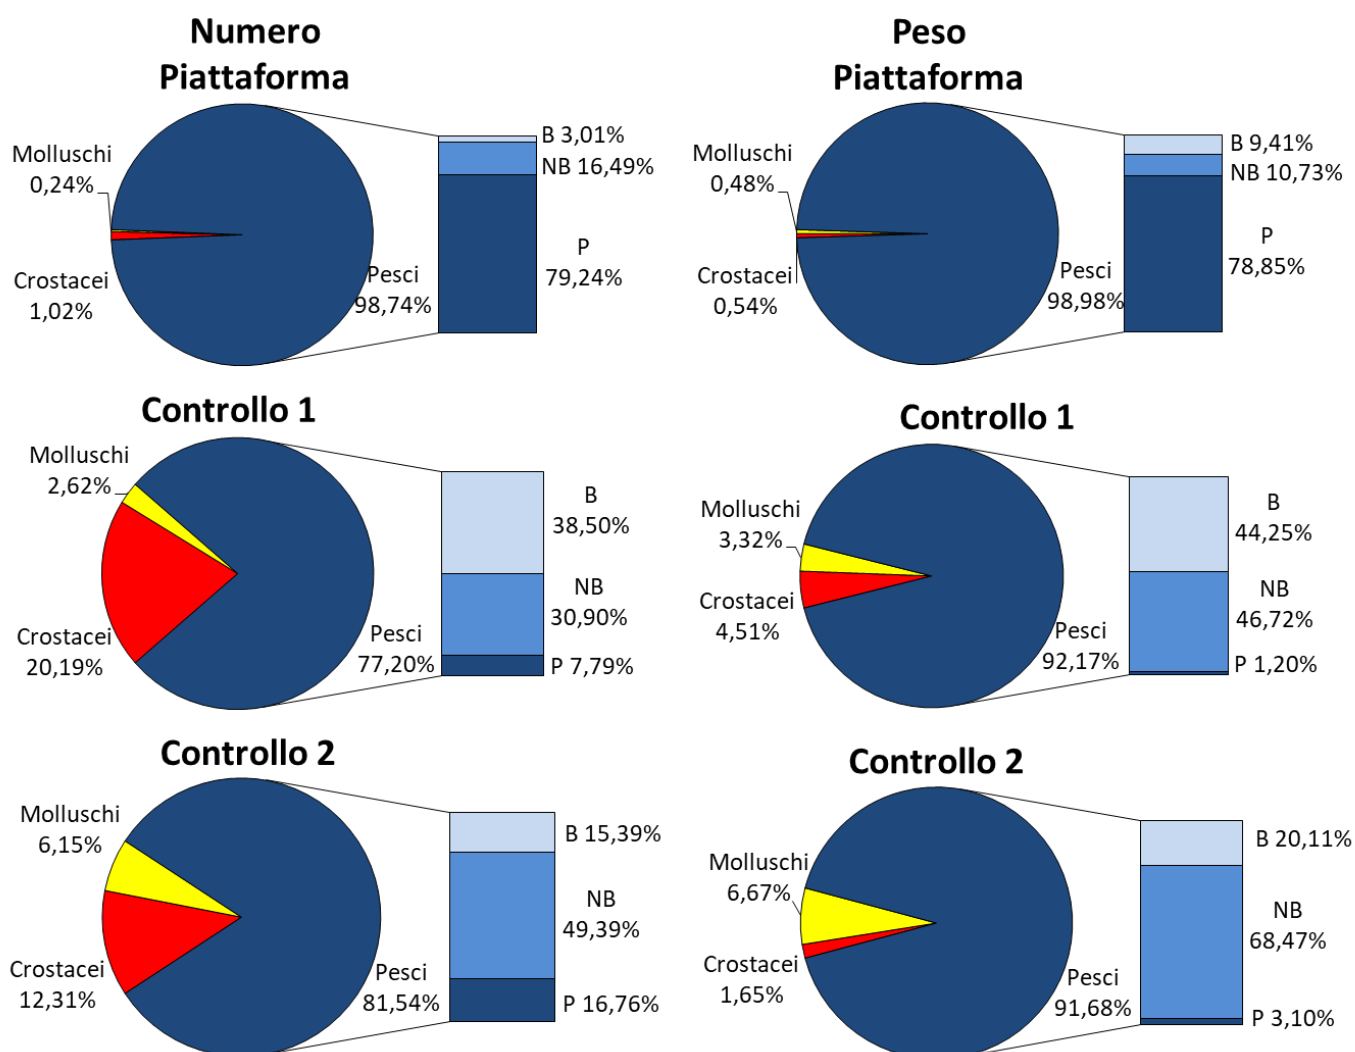 Numero
Piattaforma
Molluschi
0,24%
Crostacei
1,02%
Pesci
98,74%
B 3,01%
NB 16,49%
P
79,24%
Peso
Piattaforma
Molluschi
0,48%
Crostacei
0,54%
Pesci
98,98%
B 9,41%
NB 10,73%
P
78,85%
Controllo 1
Molluschi
2,62%
Crostacei
20,19%
Pesci
77,20%
B
38,50%
NB
30,90%
P 7,79%
Controllo 1
Molluschi
3,32%
Crostacei
4,51%
Pesci
92,17%
B
44,25%
NB
46,72%
P 1,20%
Controllo 2
Molluschi
6,15%
Crostacei
12,31%
Pesci
81,54%
B 15,39%
NB
49,39%
P 16,76%
Controllo 2
Molluschi
6,67%
Crostacei
1,65%
Pesci
91,68%
B 20,11%
NB
68,47%
P 3,10%